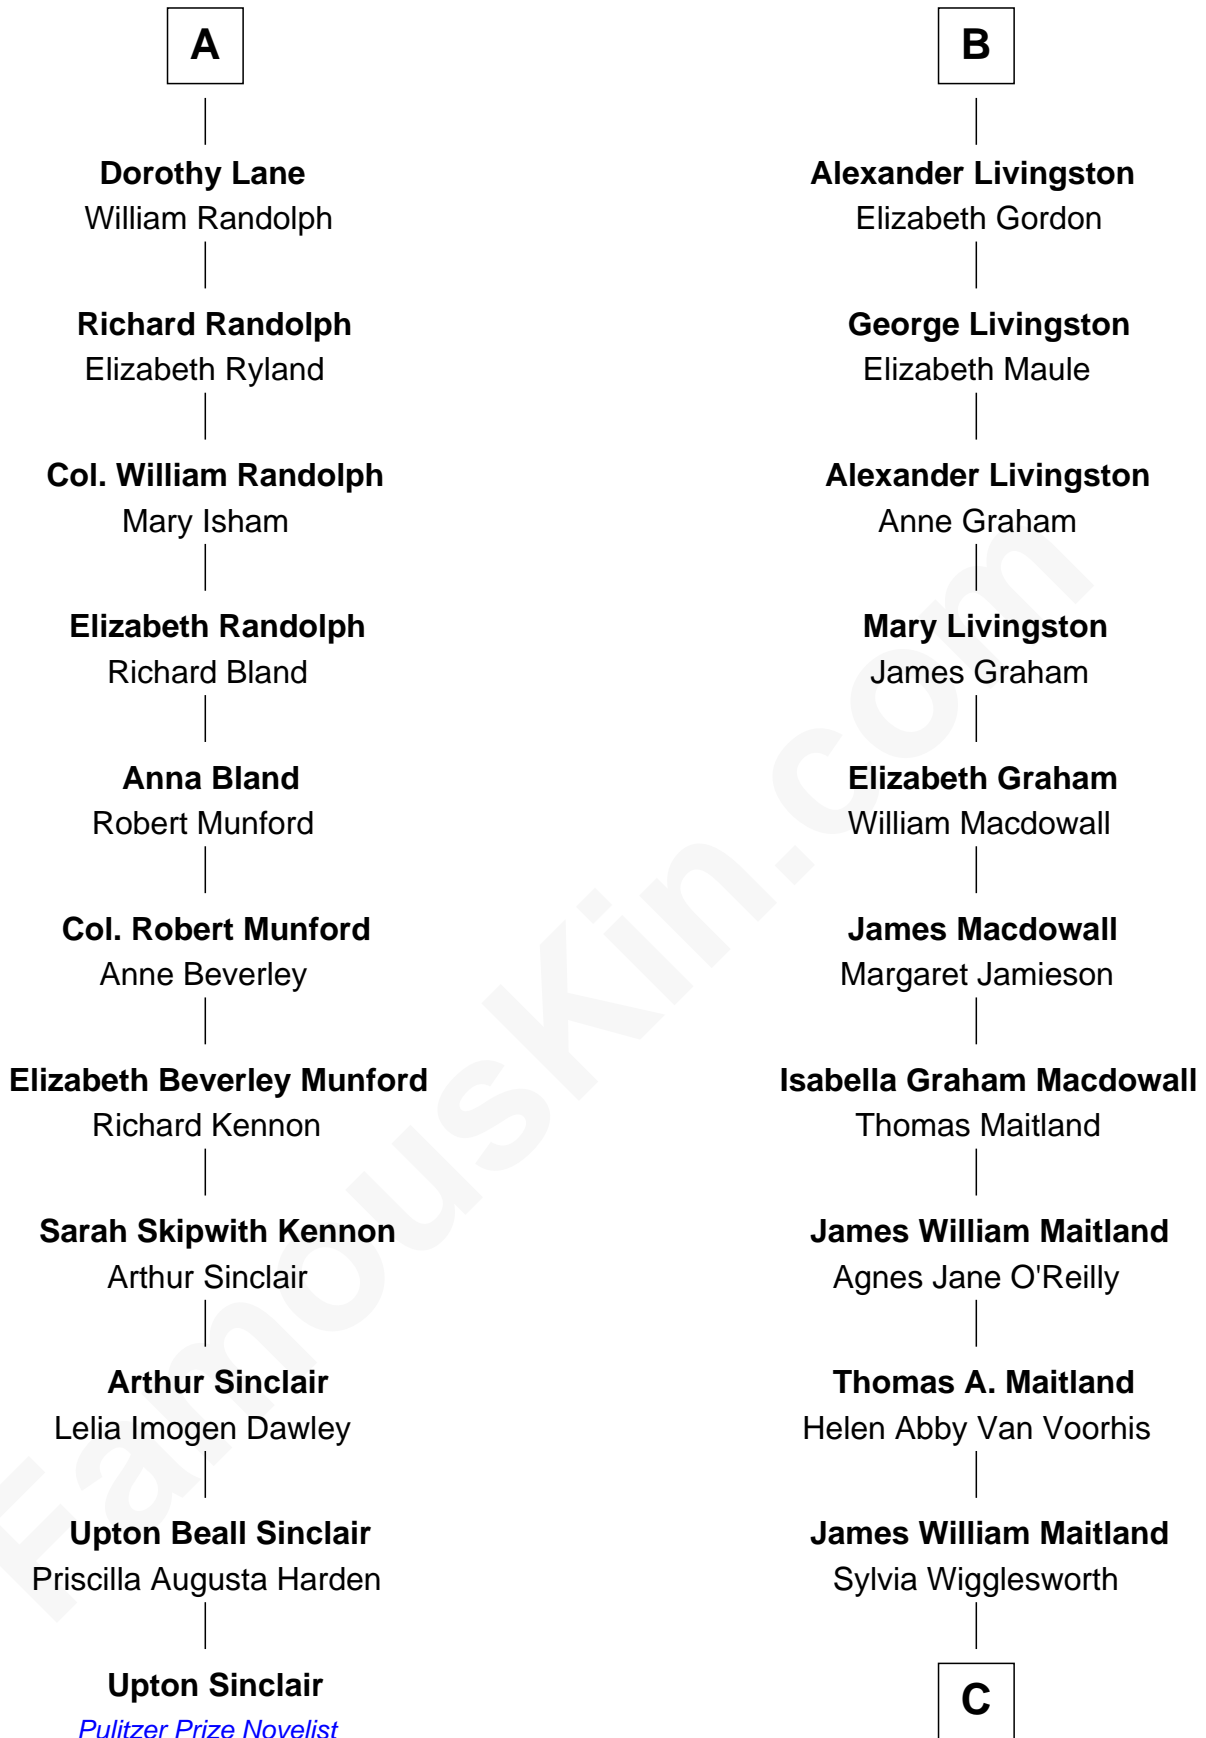 A
Dorothy Lane
William Randolph
Richard Randolph
Elizabeth Ryland
Col. William Randolph
Mary Isham
Elizabeth Randolph
Richard Bland
Anna Bland
Robert Munford
Col. Robert Munford
Anne Beverley
Elizabeth Beverley Munford
Richard Kennon
Sarah Skipwith Kennon
Arthur Sinclair
Arthur Sinclair
Lelia Imogen Dawley
Upton Beall Sinclair
Priscilla Augusta Harden
Upton Sinclair
Pulitzer Prize Novelist
B
Alexander Livingston
Elizabeth Gordon
George Livingston
Elizabeth Maule
Alexander Livingston
Anne Graham
Mary Livingston
James Graham
Elizabeth Graham
William Macdowall
James Macdowall
Margaret Jamieson
Isabella Graham Macdowall
Thomas Maitland
James William Maitland
Agnes Jane O'Reilly
Thomas A. Maitland
Helen Abby Van Voorhis
James William Maitland
Sylvia Wigglesworth
C
FamousKin.com